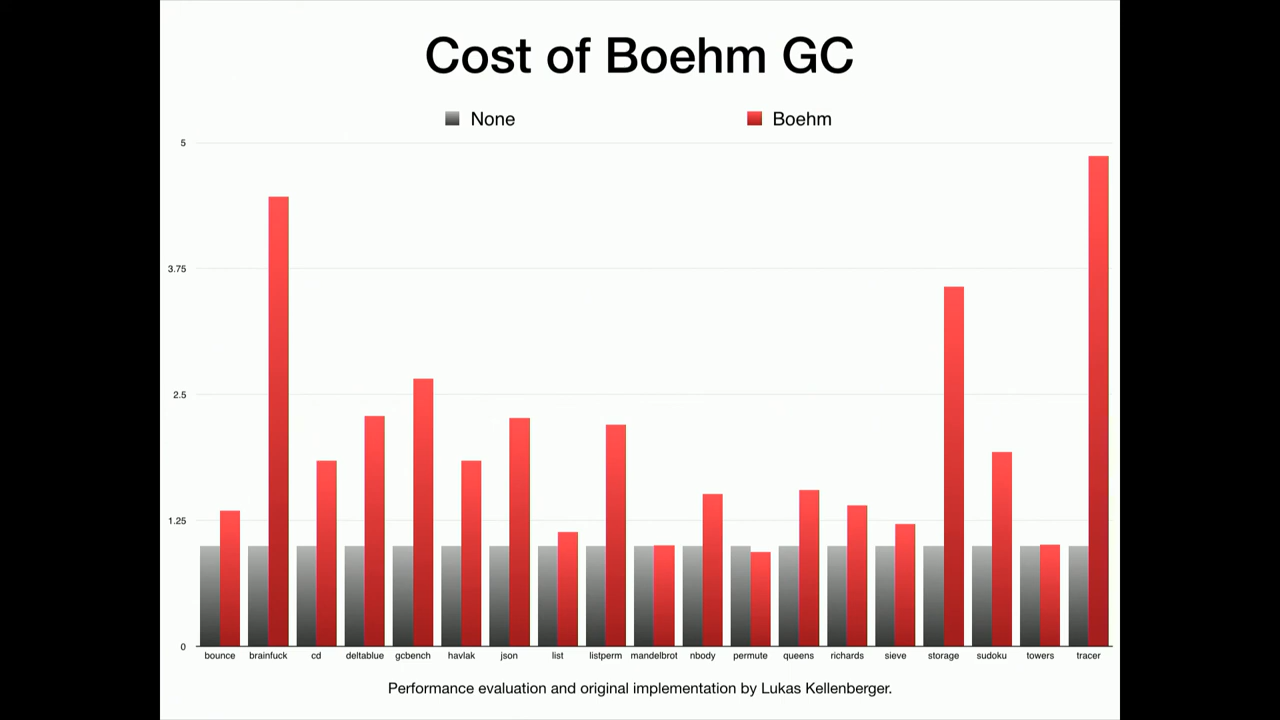 Cost of Boehm GC
None Boehm
5
3.75
2.5
1.25
0
bounce brainfuck cd deltablue gcbench havlak json list listperm mandelbrot nbody permute queens richards sieve storage sudoku towers tracer
Performance evaluation and original implementation by Lukas Kellenberger.